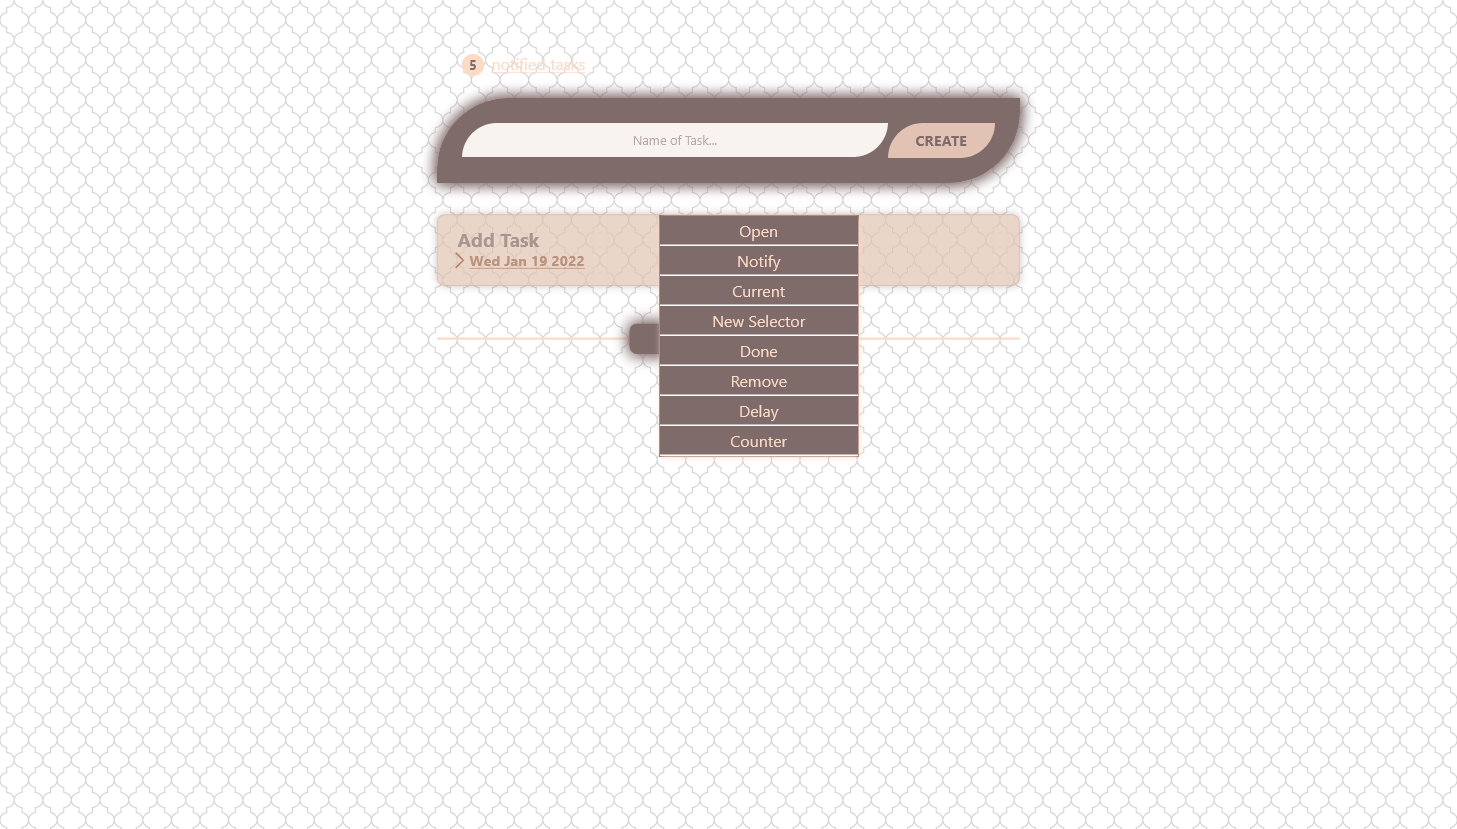 5 notified tasks
Name of Task...
CREATE
Add Task
Wed Jan 19 2022
Open
Notify
Current
New Selector
Done
Remove
Delay
Counter